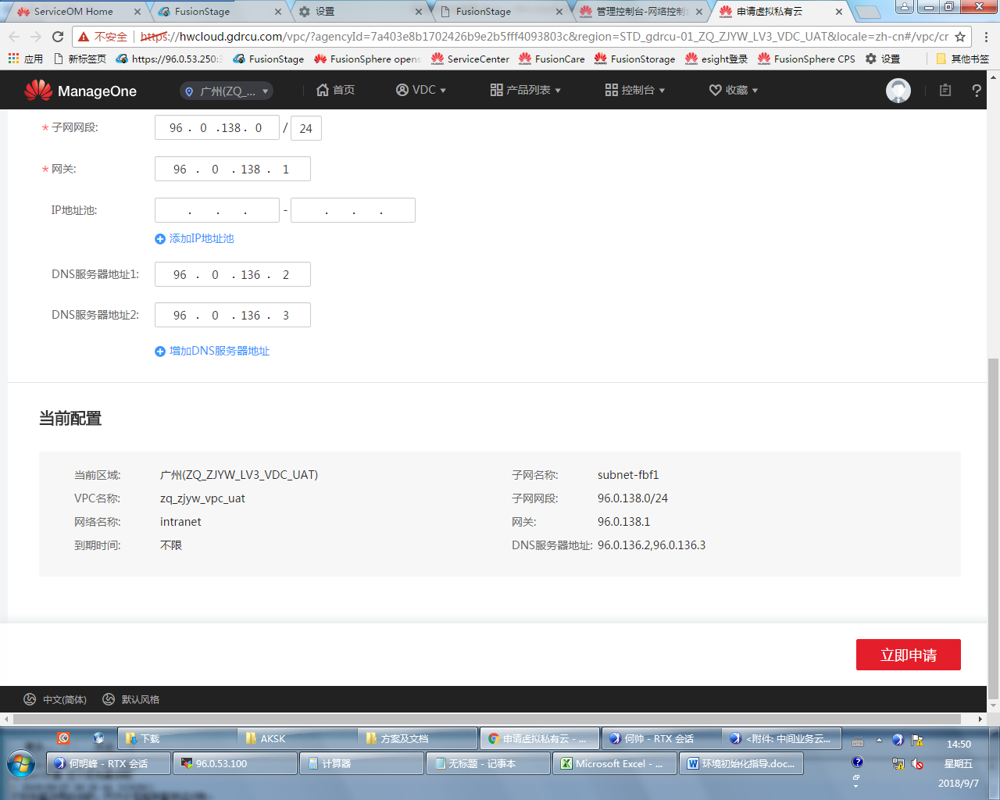 ServiceOM Home
FusionStage
设置
FusionStage
管理控制台-网络控制
申请虚拟私有云
不安全
https://hwcloud.gdrcu.com/vpc/?agencyId=7a403e8b1702426b9e2b5fff4093803c&region=STD_gdrcu-01_ZQ_ZJYW_LV3_VDC_UAT&locale=zh-cn#/vpc/cr
应用
新标签页
https://96.0.53.250:
FusionStage
FusionSphere opens
ServiceCenter
FusionCare
FusionStorage
esight登录
FusionSphere CPS
设置
其他书签
ManageOne
广州(ZQ_...
首页
VDC
产品列表
控制台
收藏
?
* 子网网段:
96 . 0 . 138 . 0 / 24
* 网关:
96 . 0 . 138 . 1
IP地址池:
. . . - . . .
添加IP地址池
DNS服务器地址1:
96 . 0 . 136 . 2
DNS服务器地址2:
96 . 0 . 136 . 3
增加DNS服务器地址
当前配置
当前区域: 广州(ZQ_ZJYW_LV3_VDC_UAT)
子网名称: subnet-fbf1
VPC名称: zq_zjyw_vpc_uat
子网网段: 96.0.138.0/24
网络名称: intranet
网关: 96.0.138.1
到期时间: 不限
DNS服务器地址: 96.0.136.2,96.0.136.3
立即申请
中文(简体)
默认风格
下载
AKSK
方案及文档
申请虚拟私有云 - ...
何帅 - RTX 会话
<附件: 中间业务云...
14:50
何明峰 - RTX 会话
96.0.53.100
计算器
无标题 - 记事本
Microsoft Excel - ...
环境初始化指导.doc...
星期五
2018/9/7